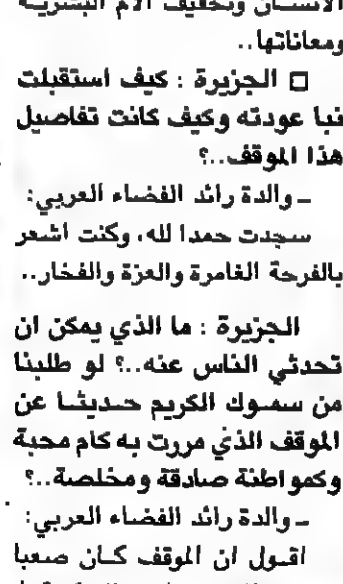 الانسان وتخفيف آلام البشرية
ومعاناتها..
□ الجزيرة : كيف استقبلت
نبا عودته وكيف كانت تفاصيل
هذا الموقف..؟
ـ والدة رائد الفضاء العربي:
سجدت حمدا لله، وكنت اشعر
بالفرحة الغامرة والعزة والفخار..
الجزيرة : ما الذي يمكن ان
تحدثي الناس عنه..؟ لو طلبنا
من سموك الكريم حديثا عن
الموقف الذي مررت به كام محبة
وكمواطنة صادقة ومخلصة..؟
ـ والدة رائد الفضاء العربي:
اقول ان الموقف كان صعبا